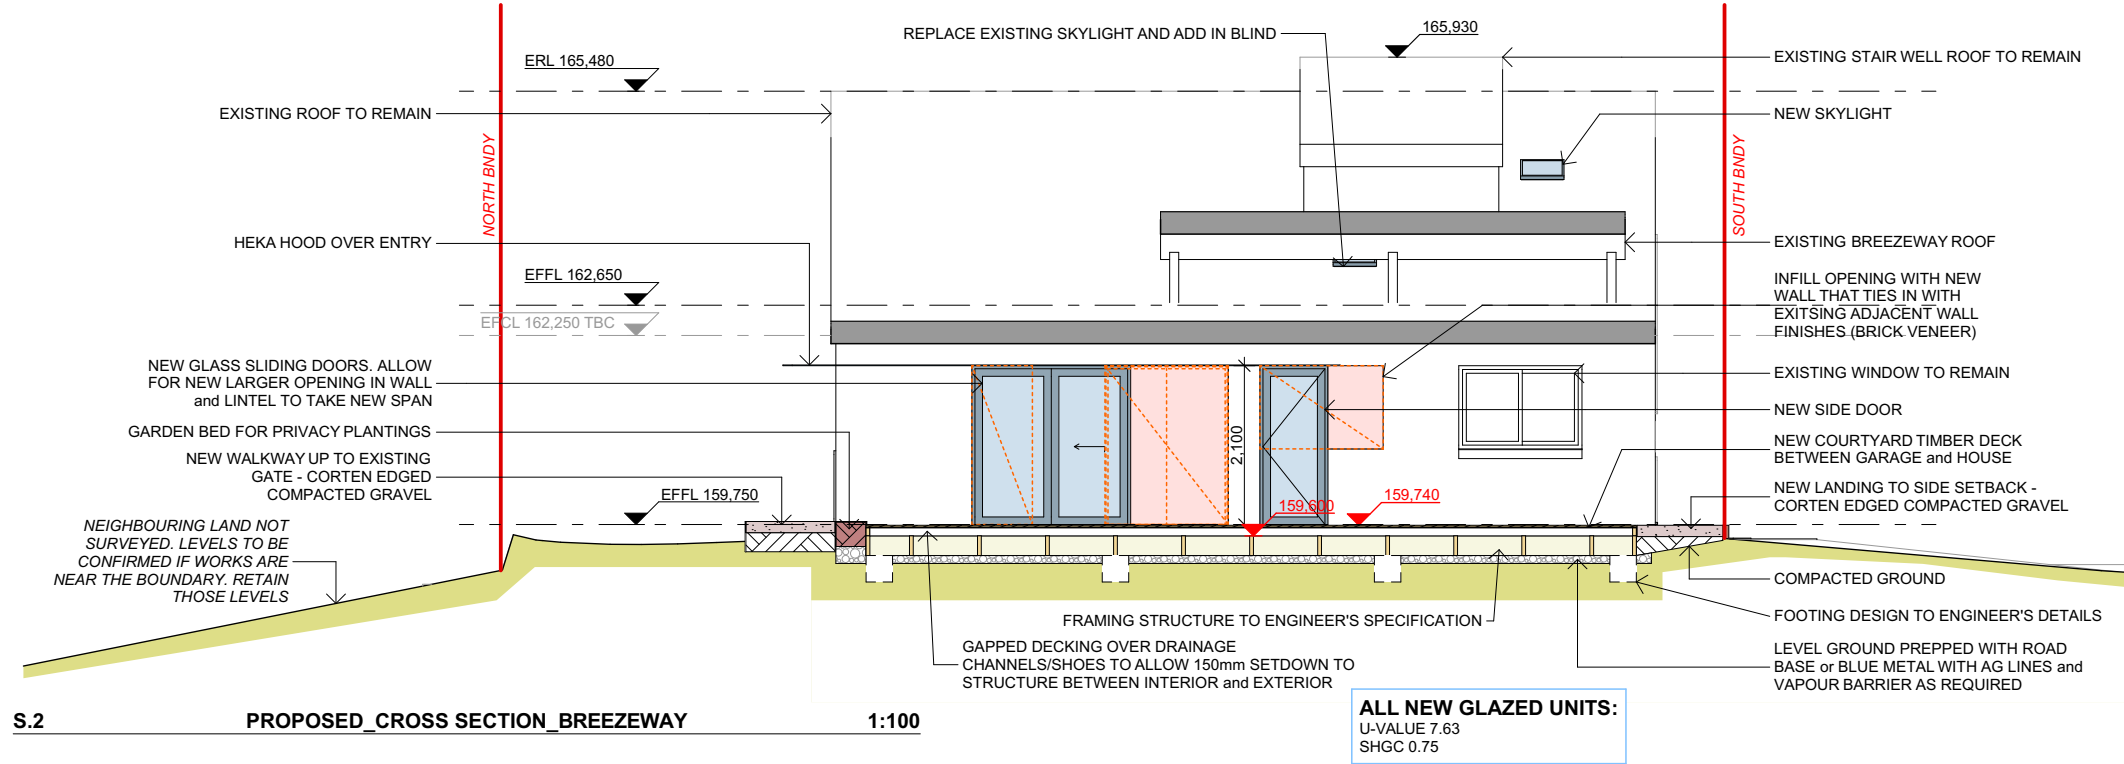 REPLACE EXISTING SKYLIGHT AND ADD IN BLIND
165,930
ERL 165,480
EXISTING STAIR WELL ROOF TO REMAIN
EXISTING ROOF TO REMAIN
NEW SKYLIGHT
NORTH BNDY
SOUTH BNDY
HEKA HOOD OVER ENTRY
EXISTING BREEZEWAY ROOF
EFFL 162,650
INFILL OPENING WITH NEW
WALL THAT TIES IN WITH
EXITSING ADJACENT WALL
FINISHES (BRICK VENEER)
EFCL 162,250 TBC
NEW GLASS SLIDING DOORS. ALLOW
FOR NEW LARGER OPENING IN WALL
and LINTEL TO TAKE NEW SPAN
EXISTING WINDOW TO REMAIN
NEW SIDE DOOR
GARDEN BED FOR PRIVACY PLANTINGS
2,100
NEW COURTYARD TIMBER DECK
BETWEEN GARAGE and HOUSE
NEW WALKWAY UP TO EXISTING
GATE - CORTEN EDGED
COMPACTED GRAVEL
EFFL 159,750
159,600
159,740
NEW LANDING TO SIDE SETBACK -
CORTEN EDGED COMPACTED GRAVEL
NEIGHBOURING LAND NOT
SURVEYED. LEVELS TO BE
CONFIRMED IF WORKS ARE
NEAR THE BOUNDARY. RETAIN
THOSE LEVELS
COMPACTED GROUND
FRAMING STRUCTURE TO ENGINEER'S SPECIFICATION
FOOTING DESIGN TO ENGINEER'S DETAILS
GAPPED DECKING OVER DRAINAGE
CHANNELS/SHOES TO ALLOW 150mm SETDOWN TO
STRUCTURE BETWEEN INTERIOR and EXTERIOR
LEVEL GROUND PREPPED WITH ROAD
BASE or BLUE METAL WITH AG LINES and
VAPOUR BARRIER AS REQUIRED
S.2 PROPOSED_CROSS SECTION_BREEZEWAY 1:100
ALL NEW GLAZED UNITS:
U-VALUE 7.63
SHGC 0.75